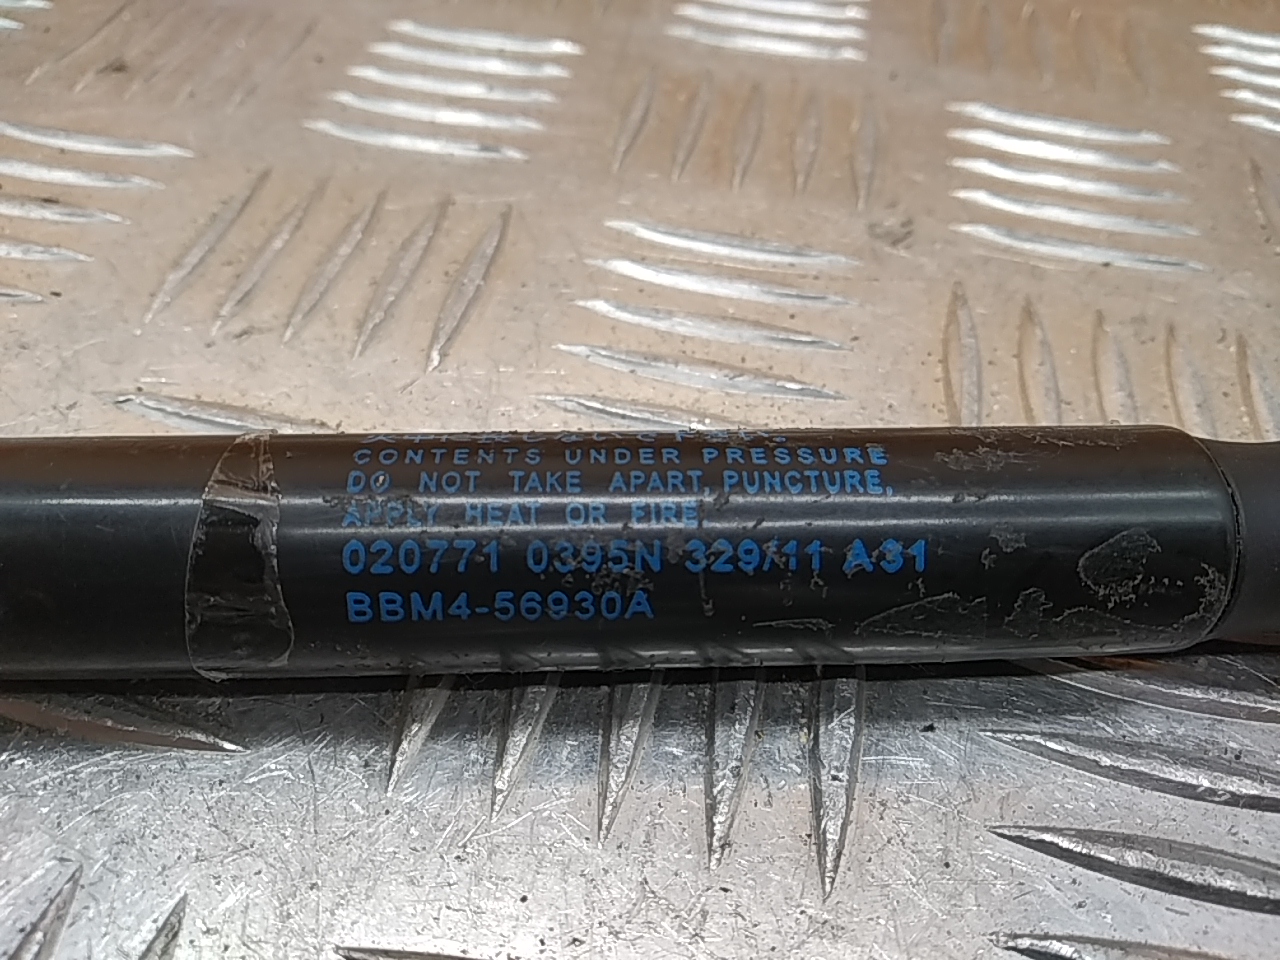 CONTENTS UNDER PRESSURE
DO NOT TAKE APART, PUNCTURE,
APPLY HEAT OR FIRE
020771 0395N 329/11 A31
BBM4-56930A